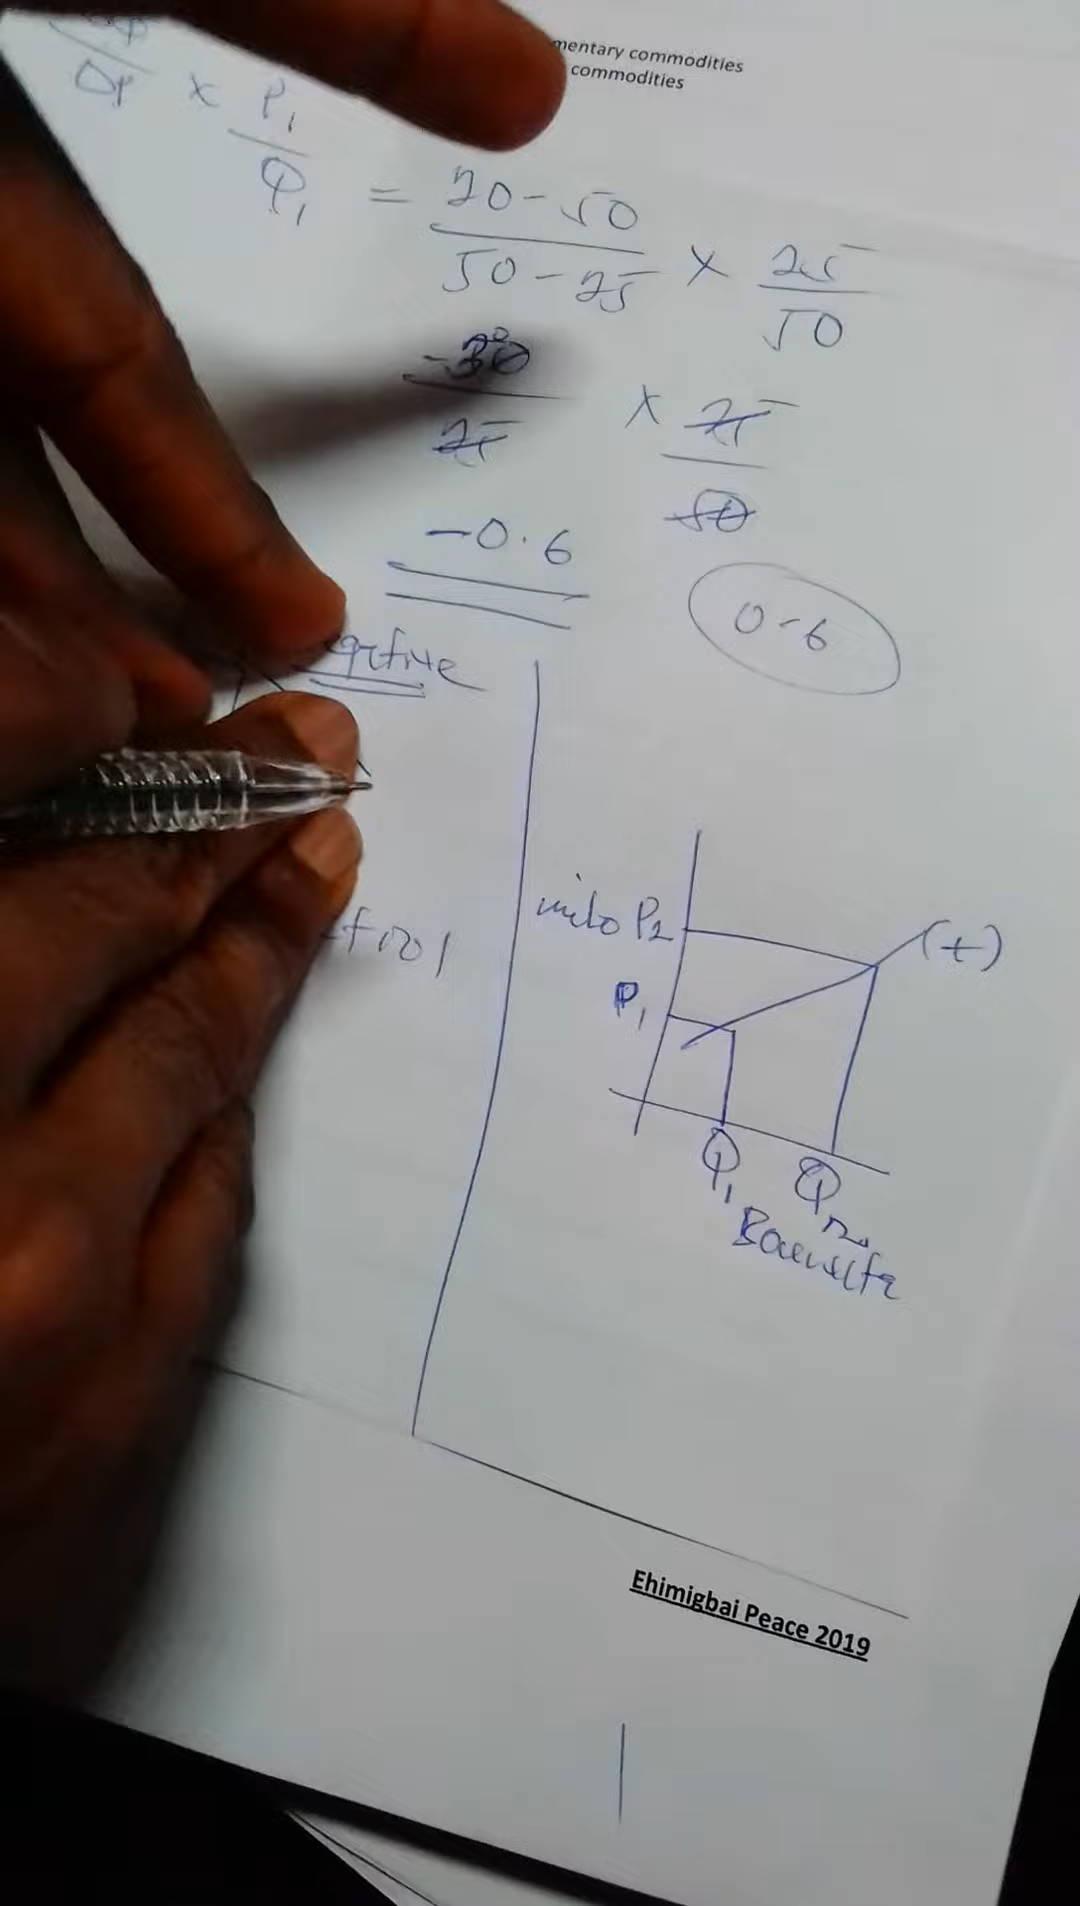 mentary commodities
commodities
Δp × P₁ / Q₁ = 20 - 50 / 50 - 25 × 25 / 50
-30 / 25 × 25 / 50
-0.6
0-6
milo P₂
(+)
P₁
Q₁
Q₂
Ehimigbai Peace 2019